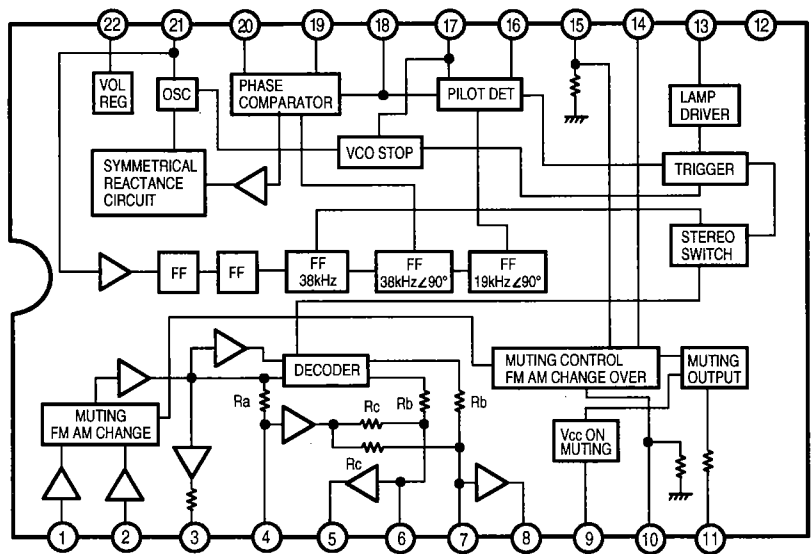 22 21 20 19 18 17 16 15 14 13 12
VOL
REG
OSC
PHASE
COMPARATOR
PILOT DET
LAMP
DRIVER
VCO STOP
TRIGGER
SYMMETRICAL
REACTANCE
CIRCUIT
STEREO
SWITCH
FF
FF
FF
38kHz
FF
38kHz∠90°
FF
19kHz∠90°
DECODER
MUTING CONTROL
FM AM CHANGE OVER
MUTING
OUTPUT
Ra
Rc
Rb
Rb
MUTING
FM AM CHANGE
Rc
Vcc ON
MUTING
1 2 3 4 5 6 7 8 9 10 11